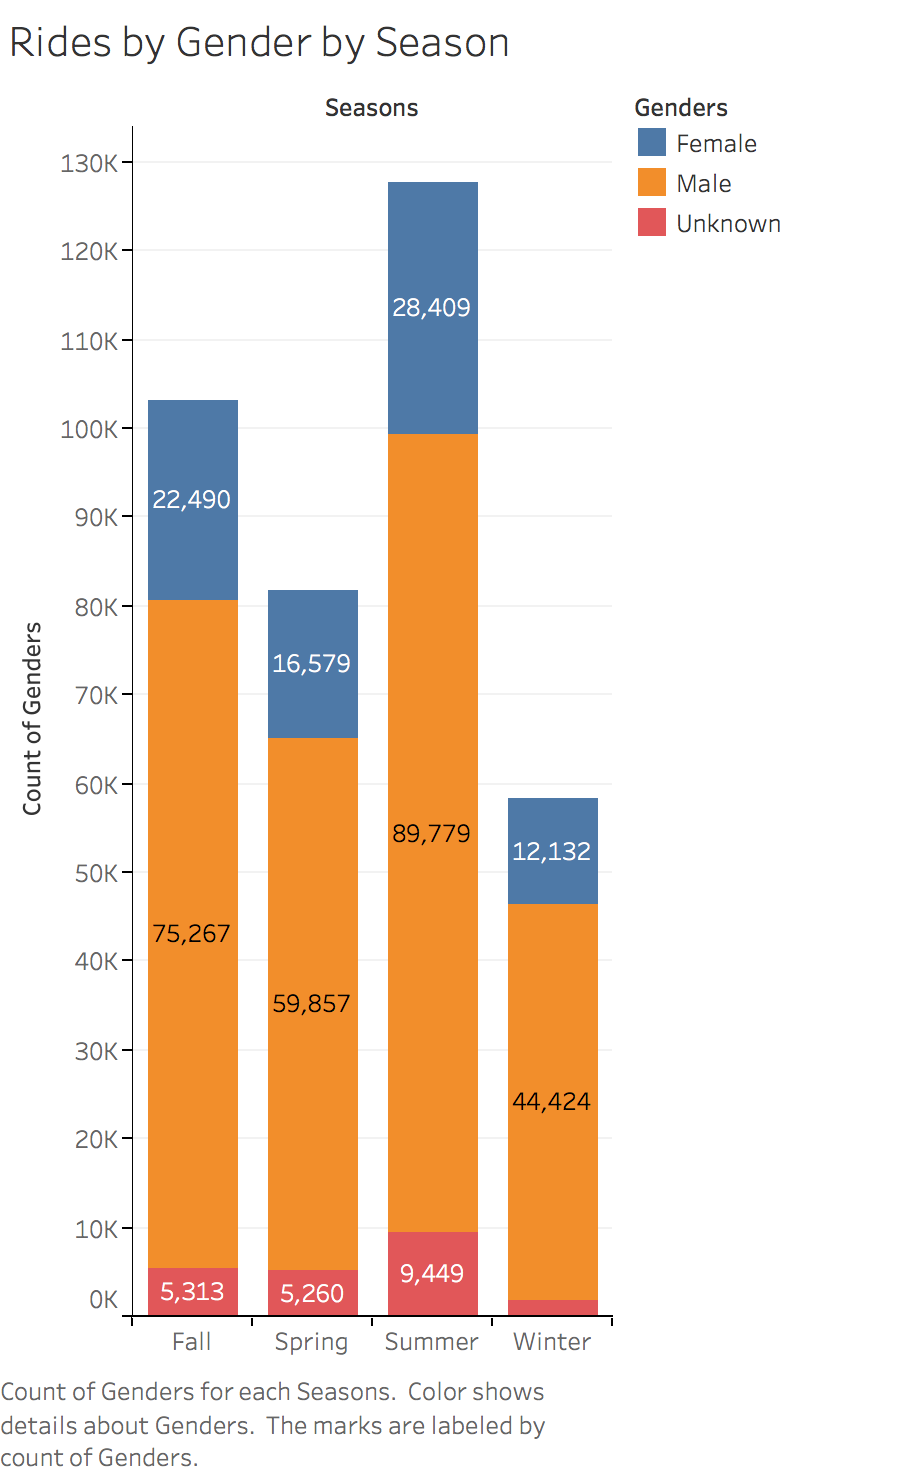 Rides by Gender by Season
Seasons
Genders
Female
Male
Unknown
130K
120K
110K
100K
90K
80K
70K
60K
50K
40K
30K
20K
10K
0K
Count of Genders
22,490
75,267
5,313
16,579
59,857
5,260
28,409
89,779
9,449
12,132
44,424
Fall
Spring
Summer
Winter
Count of Genders for each Seasons.  Color shows
details about Genders.  The marks are labeled by
count of Genders.